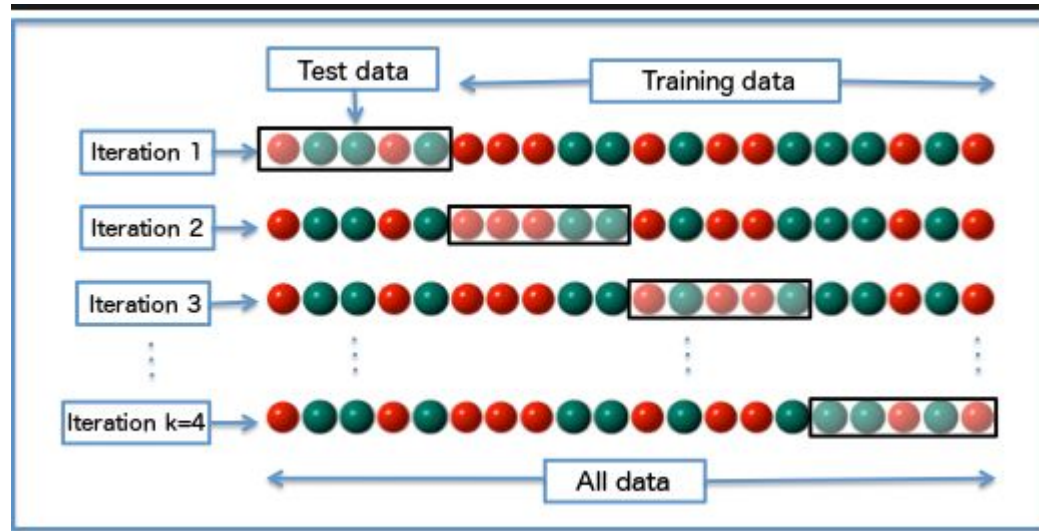 Test data
Training data
Iteration 1
Iteration 2
Iteration 3
Iteration k=4
All data